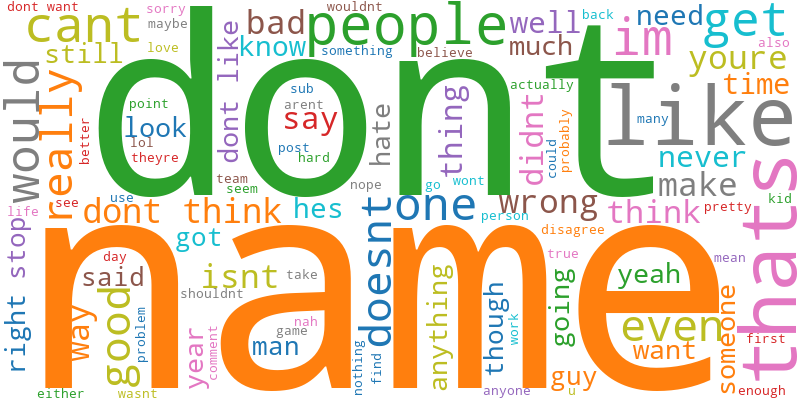 dont want
sorry
wouldnt
back
maybe
cant
dont
people
well
need
get
bad
im
also
still
love
know
something
believe
much
youre
would
really
dont like
sub
actually
time
point
arent
like
look
say
hate
thing
didnt
many
better
lol
post
could
probably
never
theyre
hard
team
seem
nope
go
wont
make
thats
see
use
dont think
hes
one
wrong
think
pretty
kid
life
person
stop
got
disagree
name
day
true
mean
said
isnt
take
doesnt
anything
though
going
yeah
right
way
good
shouldnt
problem
nah
work
even
someone
year
comment
game
man
want
first
nothing
find
guy
either
wasnt
anyone
u
enough